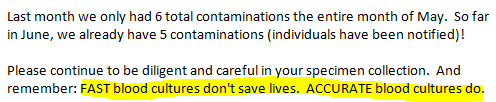 Last month we only had 6 total contaminations the entire month of May.  So far
in June, we already have 5 contaminations (individuals have been notified)!
Please continue to be diligent and careful in your specimen collection.  And
remember: FAST blood cultures don't save lives.  ACCURATE blood cultures do.